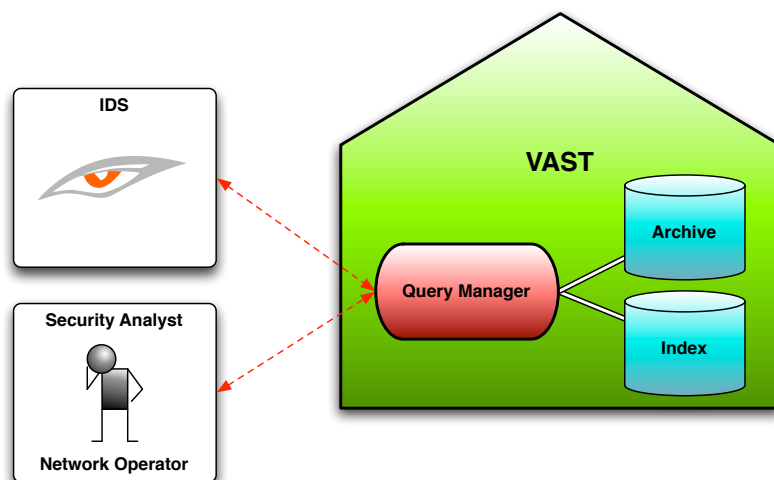 IDS
Security Analyst
Network Operator
VAST
Query Manager
Archive
Index